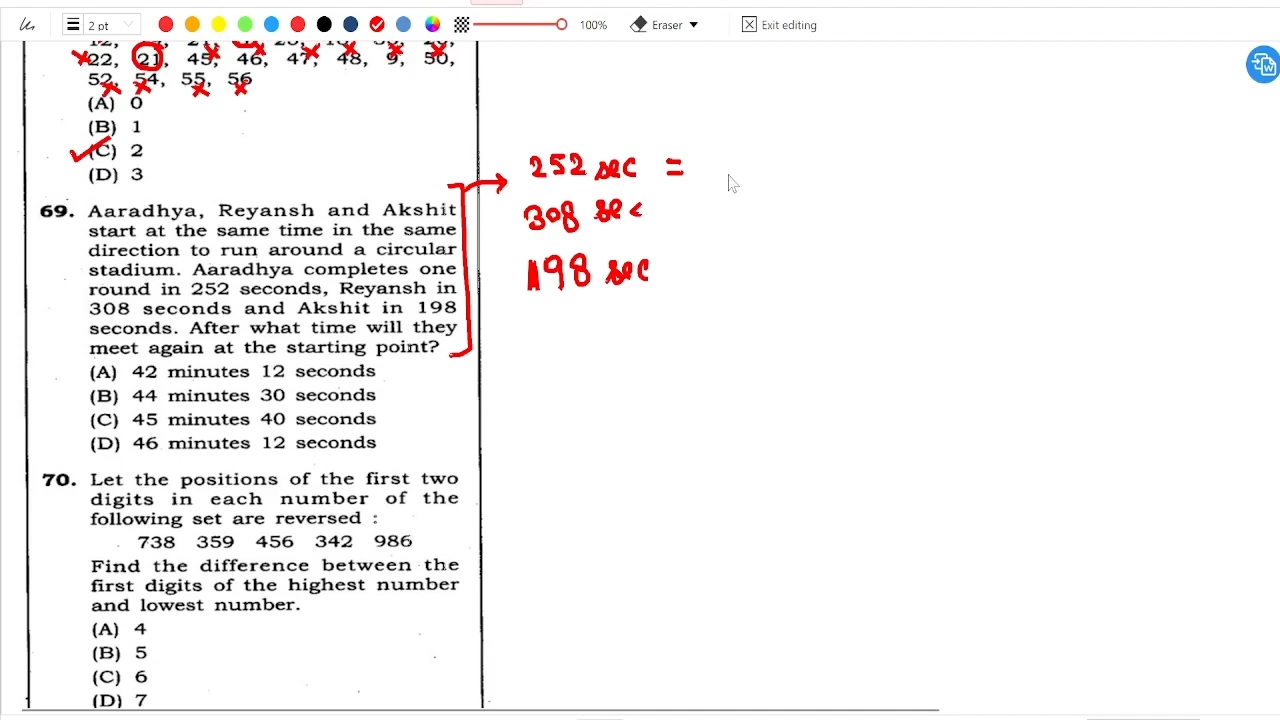 2 pt
100%
Eraser
Exit editing
22, 21, 45, 46, 47, 48, 9, 50,
52, 54, 55, 56
(A) 0
(B) 1
(C) 2
(D) 3
69. Aaradhya, Reyansh and Akshit
start at the same time in the same
direction to run around a circular
stadium. Aaradhya completes one
round in 252 seconds, Reyansh in
308 seconds and Akshit in 198
seconds. After what time will they
meet again at the starting point?
(A) 42 minutes 12 seconds
(B) 44 minutes 30 seconds
(C) 45 minutes 40 seconds
(D) 46 minutes 12 seconds
70. Let the positions of the first two
digits in each number of the
following set are reversed :
738 359 456 342 986
Find the difference between the
first digits of the highest number
and lowest number.
(A) 4
(B) 5
(C) 6
(D) 7
252 sec =
308 sec
198 sec